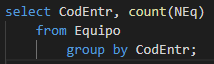 select CodEntr, count(NEq)
from Equipo
group by CodEntr;